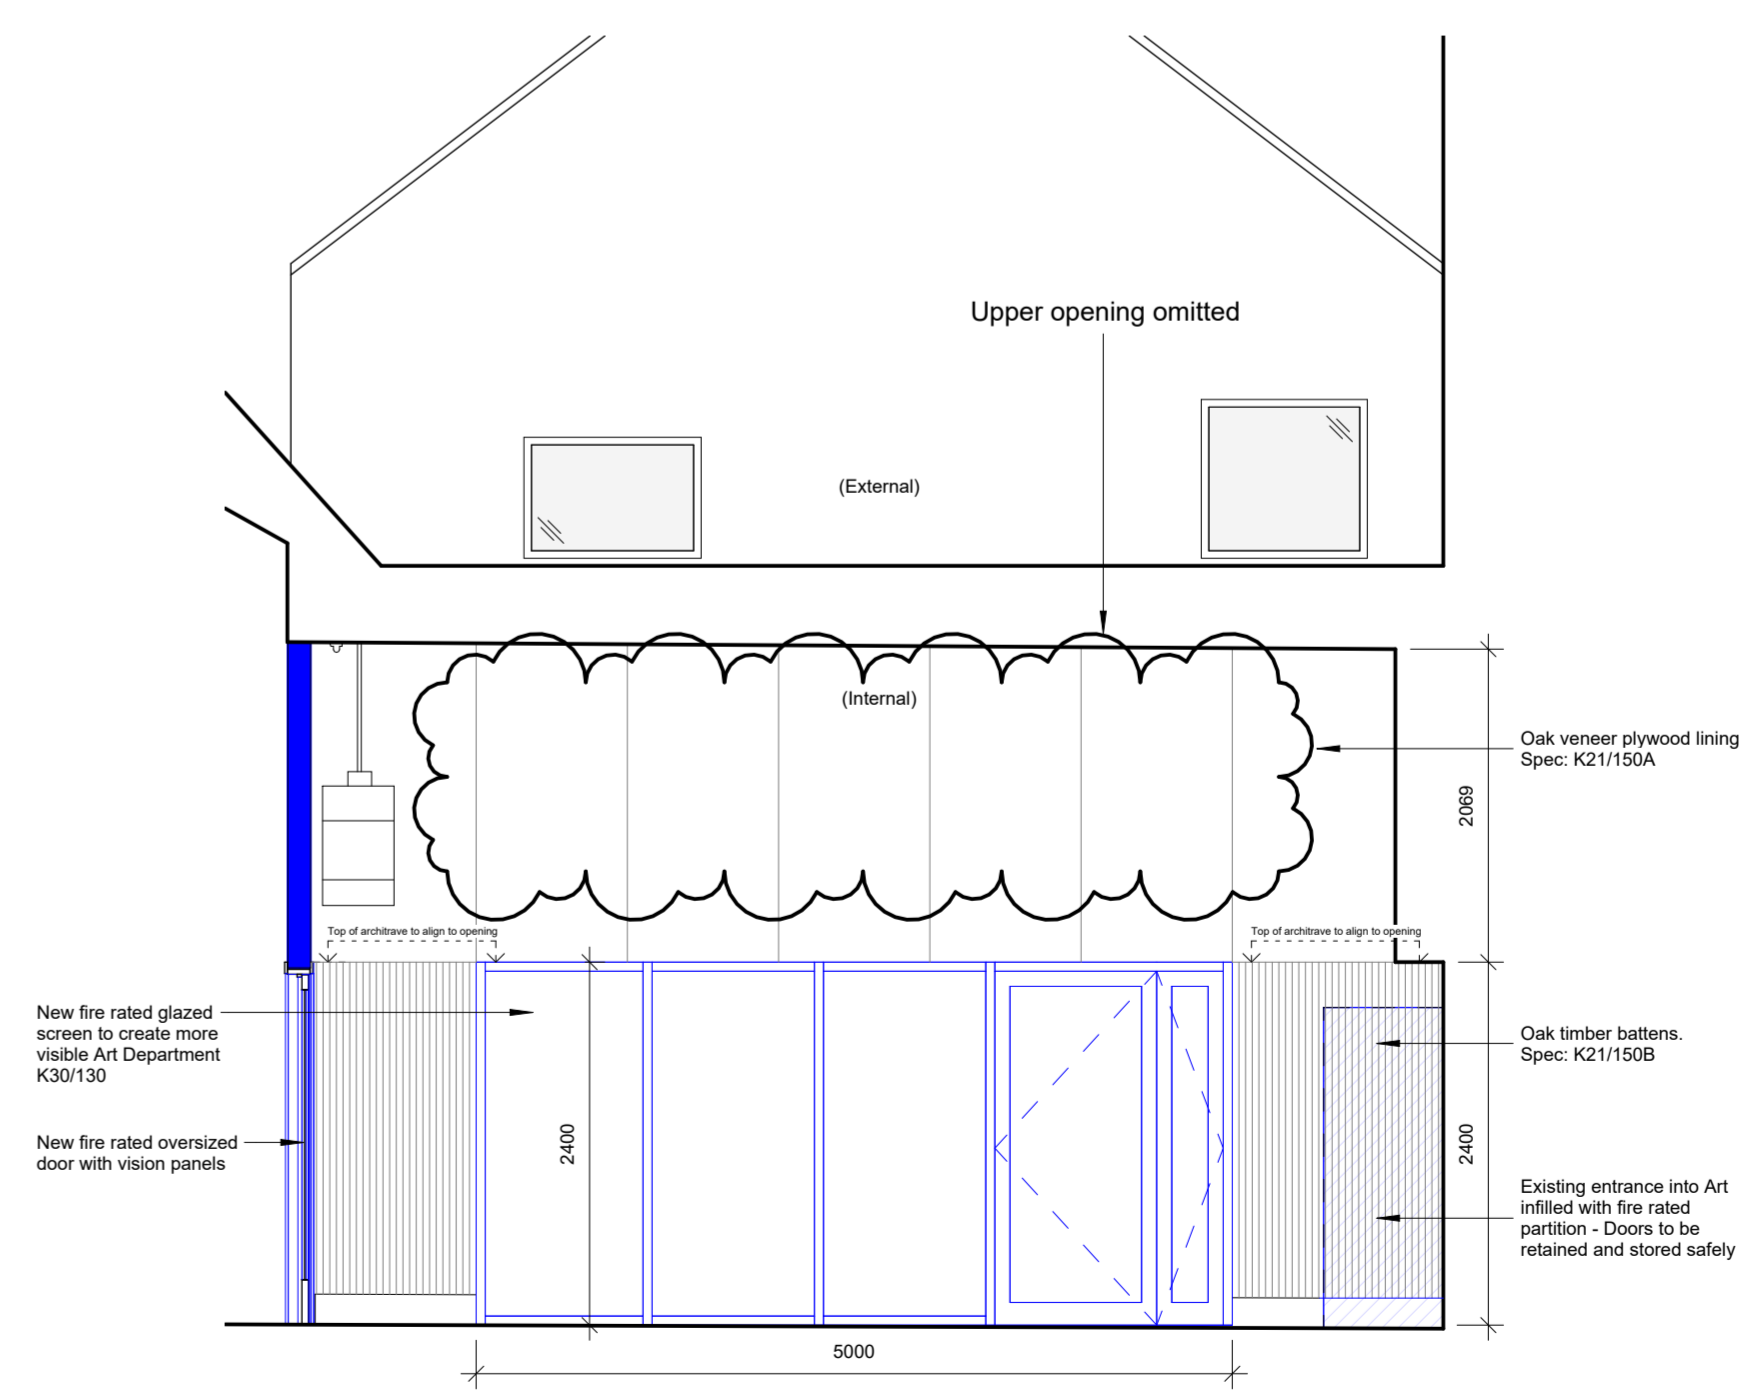 Upper opening omitted
(External)
(Internal)
Oak veneer plywood lining
Spec: K21/150A
2069
Top of architrave to align to opening
Top of architrave to align to opening
New fire rated glazed
screen to create more
visible Art Department
K30/130
Oak timber battens.
Spec: K21/150B
New fire rated oversized
door with vision panels
2400
2400
Existing entrance into Art
infilled with fire rated
partition - Doors to be
retained and stored safely
5000